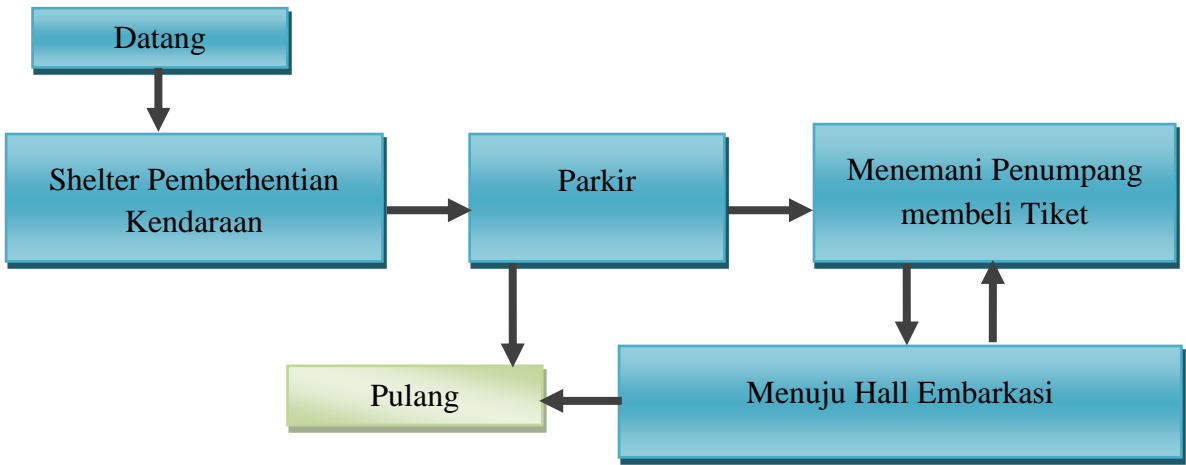 Datang
Shelter Pemberhentian
Kendaraan
Parkir
Menemani Penumpang
membeli Tiket
Pulang
Menuju Hall Embarkasi